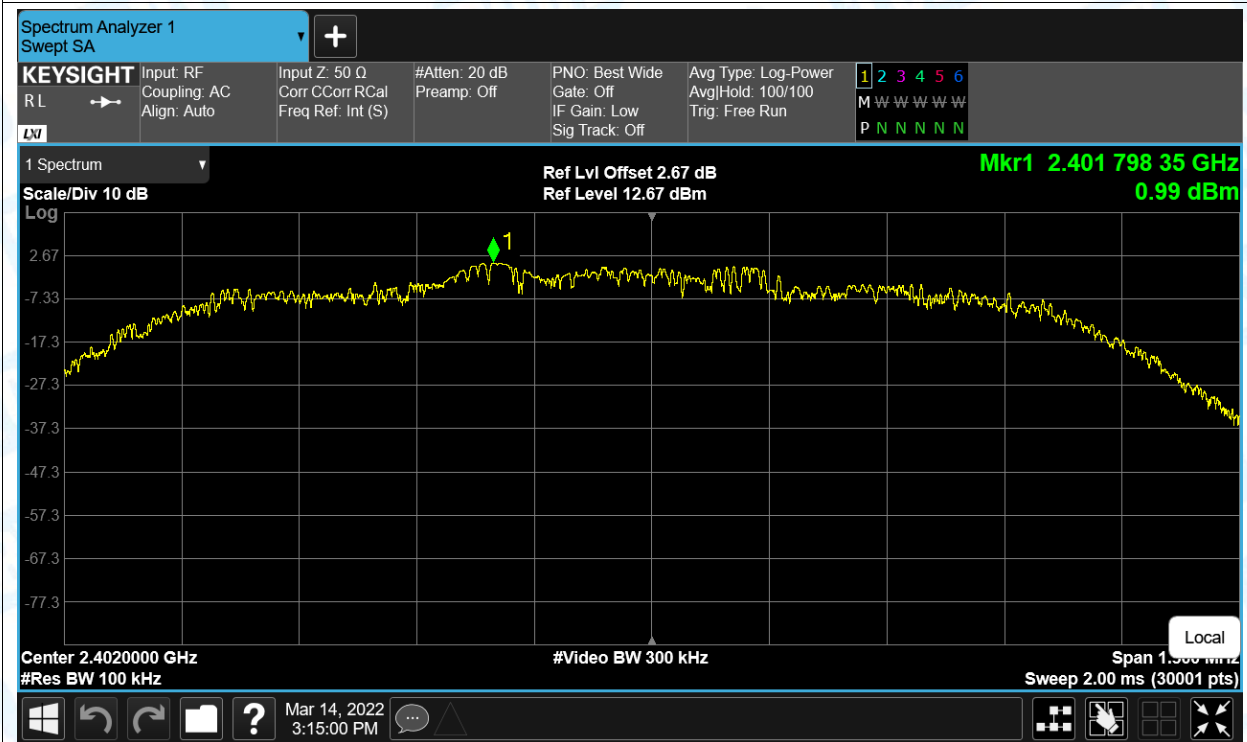 Spectrum Analyzer 1
Swept SA
+
KEYSIGHT
R L
LXI
Input: RF
Coupling: AC
Align: Auto
Input Z: 50 Ω
Corr CCorr RCal
Freq Ref: Int (S)
#Atten: 20 dB
Preamp: Off
PNO: Best Wide
Gate: Off
IF Gain: Low
Sig Track: Off
Avg Type: Log-Power
Avg|Hold: 100/100
Trig: Free Run
1 2 3 4 5 6
M W W W W W
P N N N N N
1 Spectrum
Scale/Div 10 dB
Log
Ref Lvl Offset 2.67 dB
Ref Level 12.67 dBm
Mkr1 2.401 798 35 GHz
0.99 dBm
1
2.67
-7.33
-17.3
-27.3
-37.3
-47.3
-57.3
-67.3
-77.3
Center 2.4020000 GHz
#Res BW 100 kHz
#Video BW 300 kHz
Local
Span
Sweep 2.00 ms (30001 pts)
?
Mar 14, 2022
3:15:00 PM